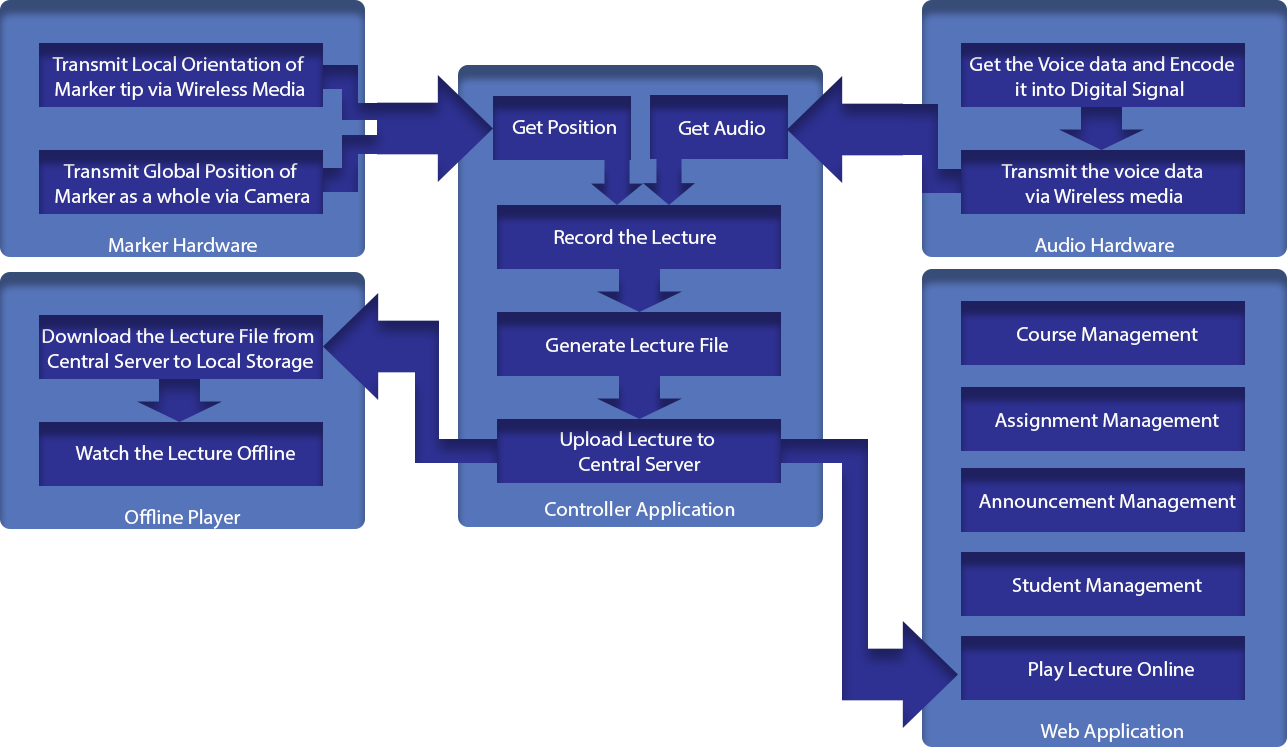 Transmit Local Orientation of
Marker tip via Wireless Media
Transmit Global Position of
Marker as a whole via Camera
Marker Hardware
Get Position
Get Audio
Record the Lecture
Generate Lecture File
Upload Lecture to
Central Server
Controller Application
Get the Voice data and Encode
it into Digital Signal
Transmit the voice data
via Wireless media
Audio Hardware
Download the Lecture File from
Central Server to Local Storage
Watch the Lecture Offline
Offline Player
Course Management
Assignment Management
Announcement Management
Student Management
Play Lecture Online
Web Application